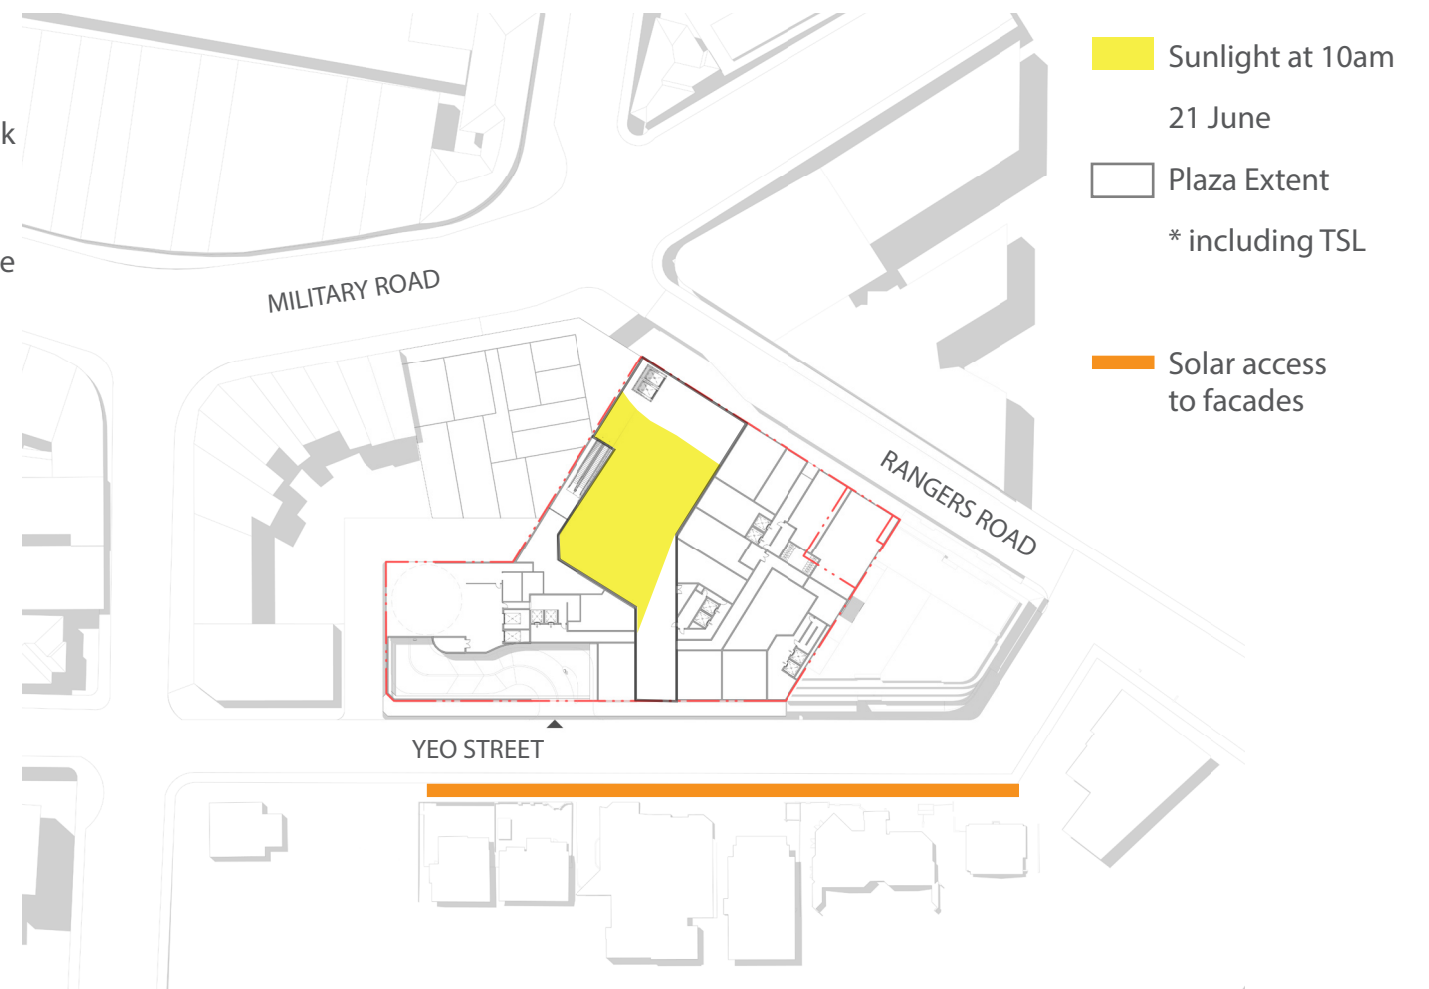 k
e
MILITARY ROAD
RANGERS ROAD
YEO STREET
Sunlight at 10am
21 June
Plaza Extent
* including TSL
Solar access
to facades